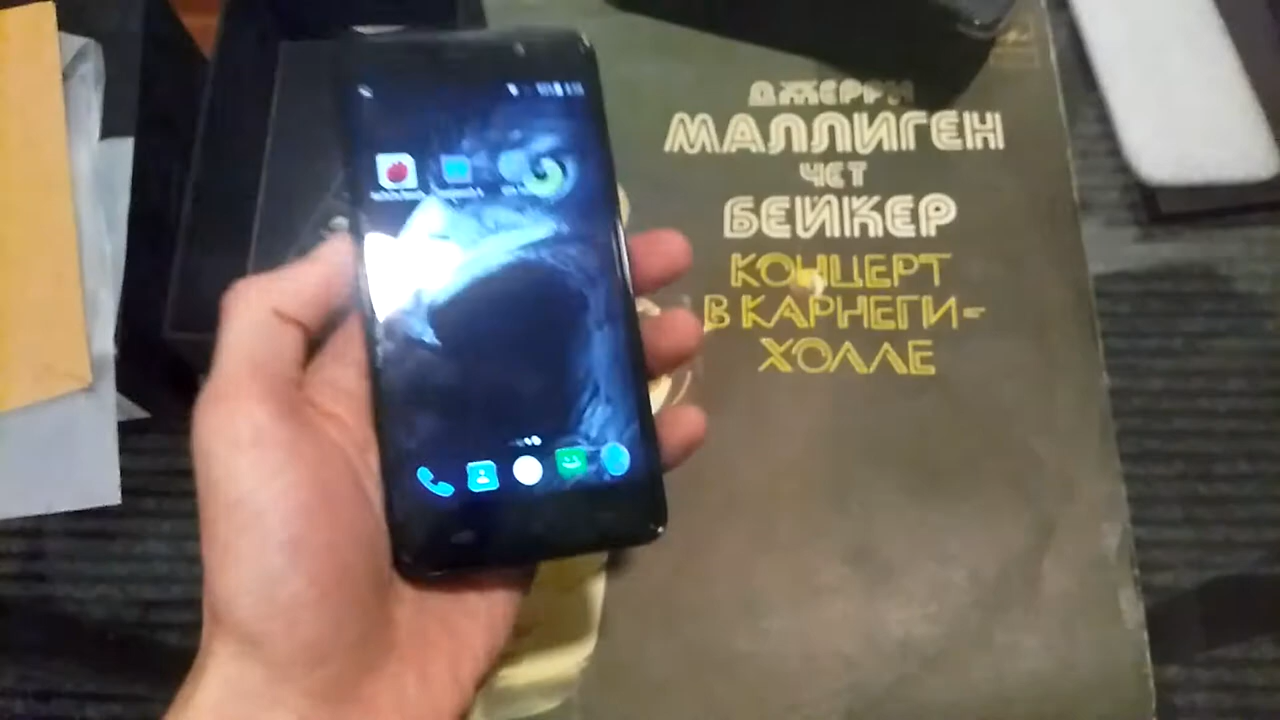 ДЖЕРРИ
МАЛЛИГЕН
ЧЕТ
БЕЙКЕР
КОНЦЕРТ
В КАРНЕГИ-
ХОЛЛЕ